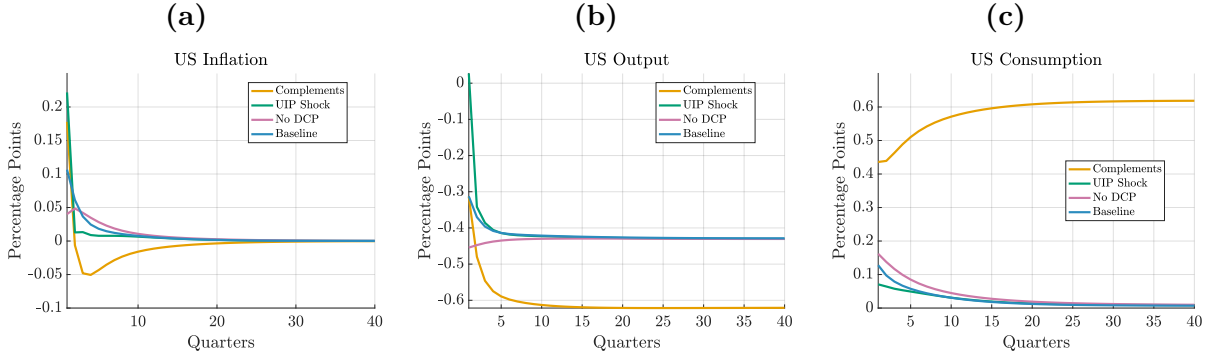 (a)
US Inflation
Percentage Points
0.2
0.15
0.1
0.05
0
-0.05
-0.1
10
20
30
40
Quarters
Complements
UIP Shock
No DCP
Baseline
(b)
US Output
Percentage Points
0
-0.1
-0.2
-0.3
-0.4
-0.5
-0.6
5
10
15
20
25
30
35
40
Quarters
Complements
UIP Shock
No DCP
Baseline
(c)
US Consumption
Percentage Points
0.6
0.5
0.4
0.3
0.2
0.1
0
5
10
15
20
25
30
35
40
Quarters
Complements
UIP Shock
No DCP
Baseline